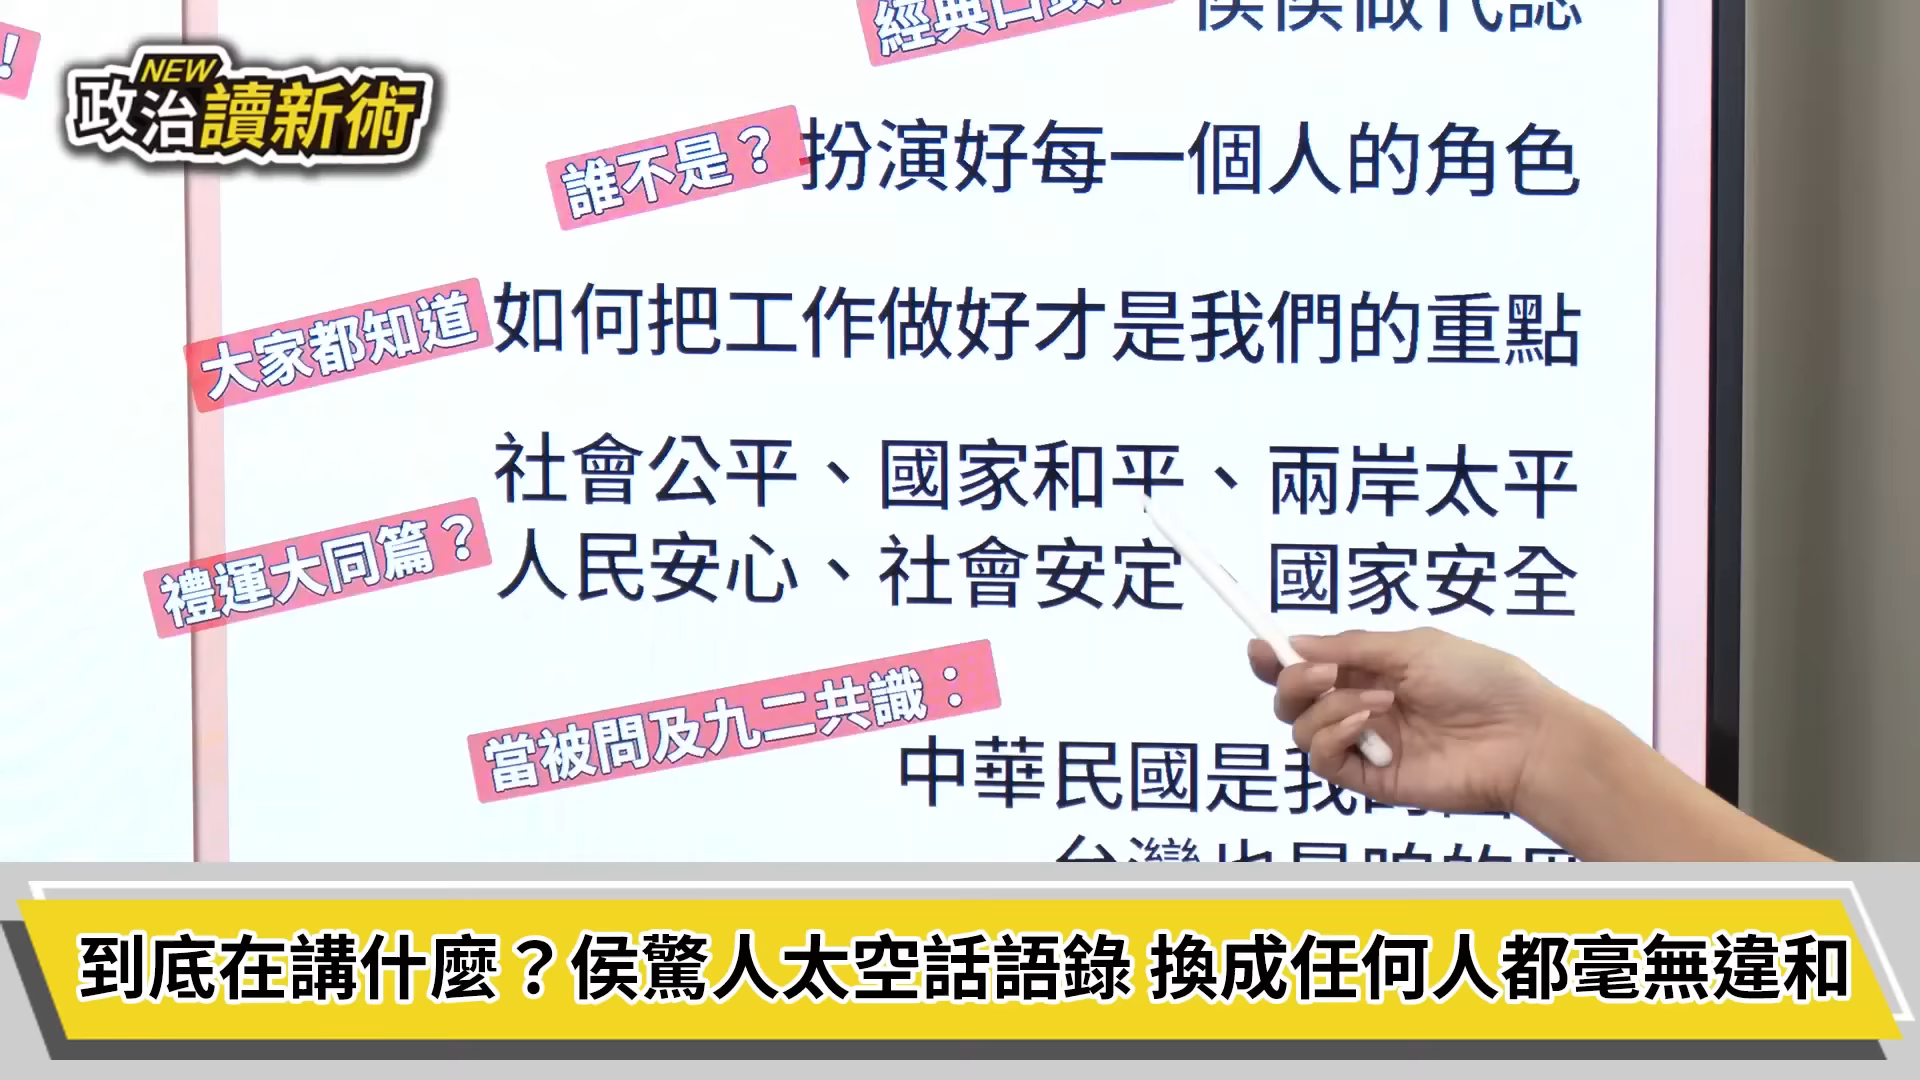 ！
NEW
政治讀新術
侯侯做代誌
誰不是？
扮演好每一個人的角色
大家都知道
如何把工作做好才是我們的重點
禮運大同篇？
社會公平、國家和平、兩岸太平
人民安心、社會安定 國家安全
當被問及九二共識：
中華民國是我
到底在講什麼？侯驚人太空話語錄 換成任何人都毫無違和